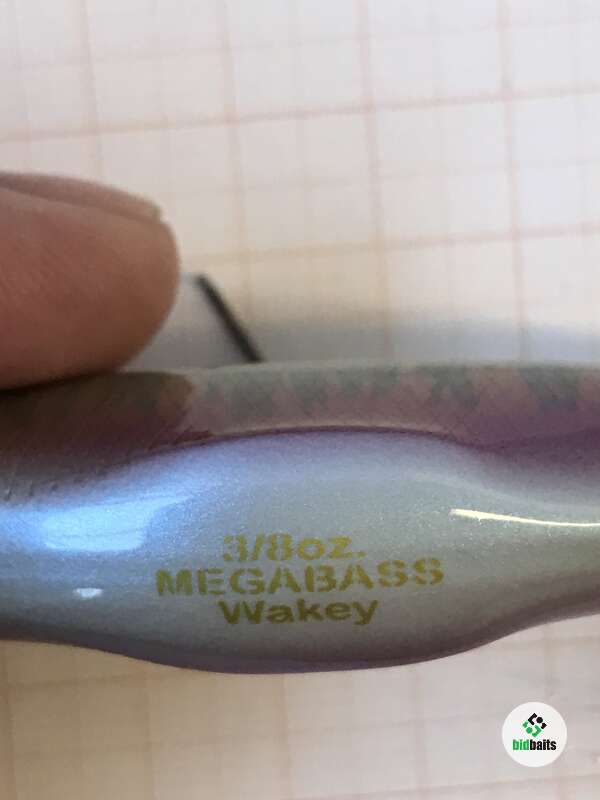 3/8oz.
MEGABASS
Wakey
bidbaits